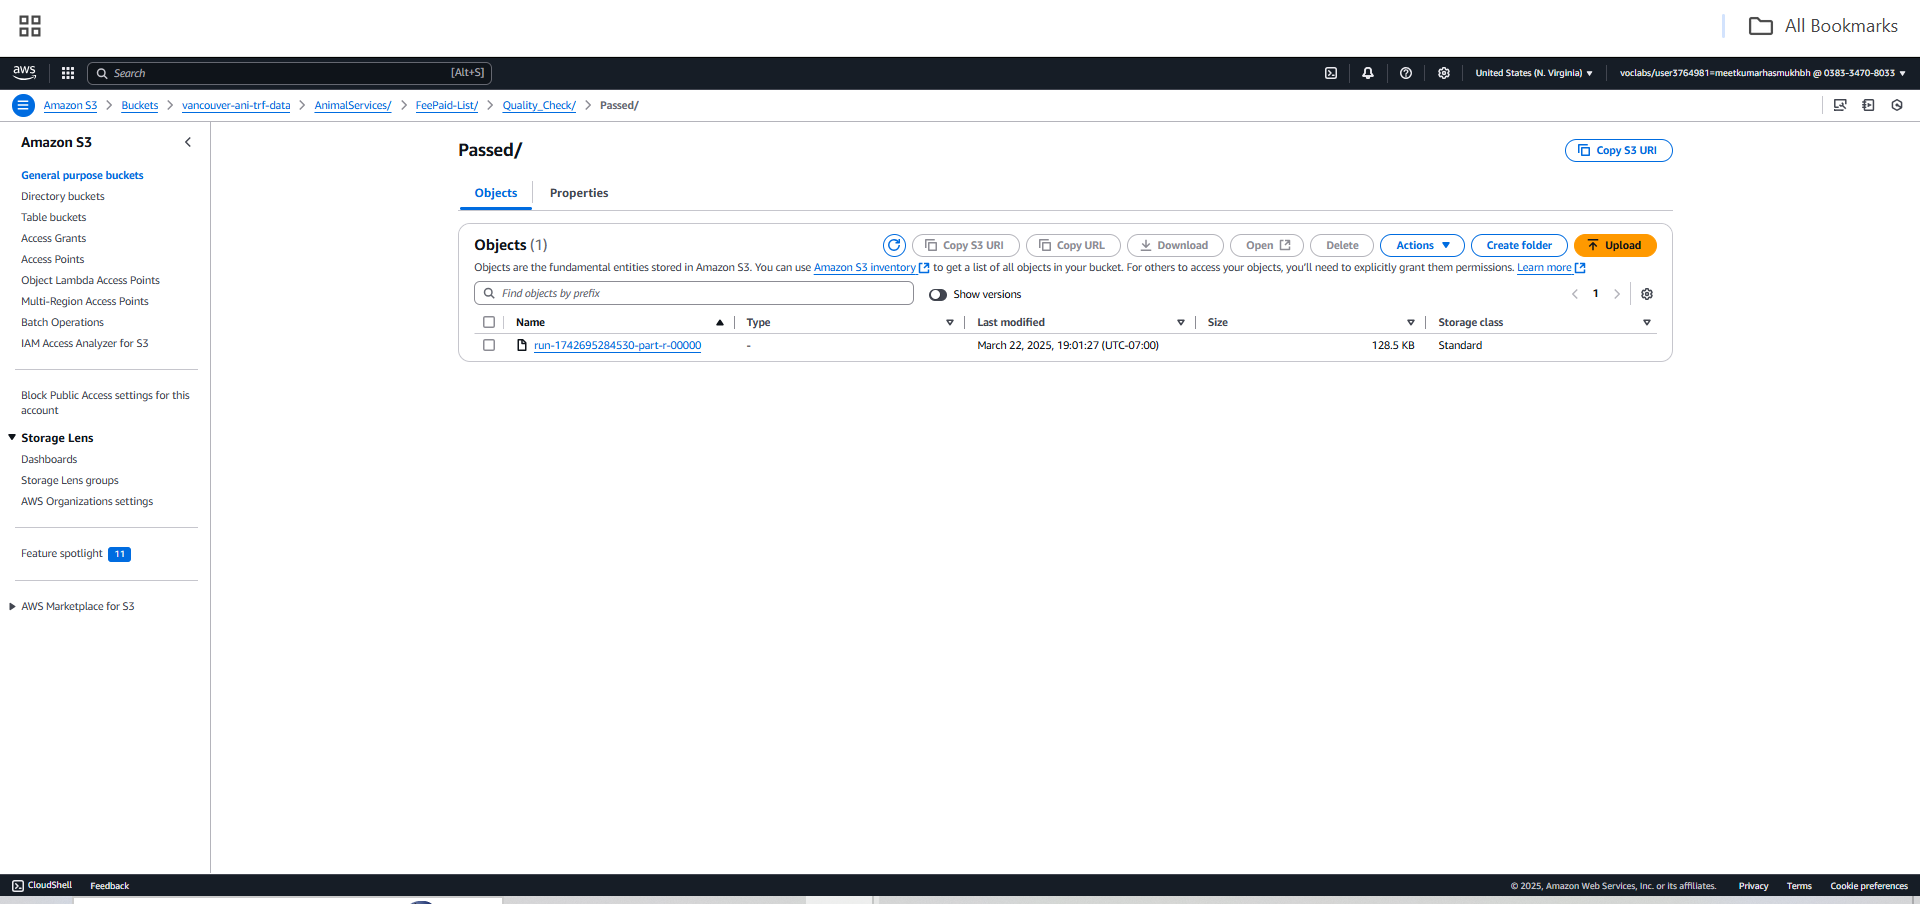 All Bookmarks
aws Search [Alt+S] United States (N. Virginia) voclabs/user3764981=meetkumarhasmukhbh @ 0383-3470-8033
Amazon S3 > Buckets > vancouver-ani-trf-data > AnimalServices/ > FeePaid-List/ > Quality_Check/ > Passed/
Amazon S3
General purpose buckets
Directory buckets
Table buckets
Access Grants
Access Points
Object Lambda Access Points
Multi-Region Access Points
Batch Operations
IAM Access Analyzer for S3
Block Public Access settings for this
account
Storage Lens
Dashboards
Storage Lens groups
AWS Organizations settings
Feature spotlight 11
AWS Marketplace for S3
Passed/ Copy S3 URI
Objects Properties
Objects (1) Copy S3 URI Copy URL Download Open Delete Actions Create folder Upload
Objects are the fundamental entities stored in Amazon S3. You can use Amazon S3 inventory to get a list of all objects in your bucket. For others to access your objects, you'll need to explicitly grant them permissions. Learn more
Find objects by prefix Show versions 1
Name Type Last modified Size Storage class
run-1742695284530-part-r-00000 - March 22, 2025, 19:01:27 (UTC-07:00) 128.5 KB Standard
CloudShell Feedback © 2025, Amazon Web Services, Inc. or its affiliates. Privacy Terms Cookie preferences